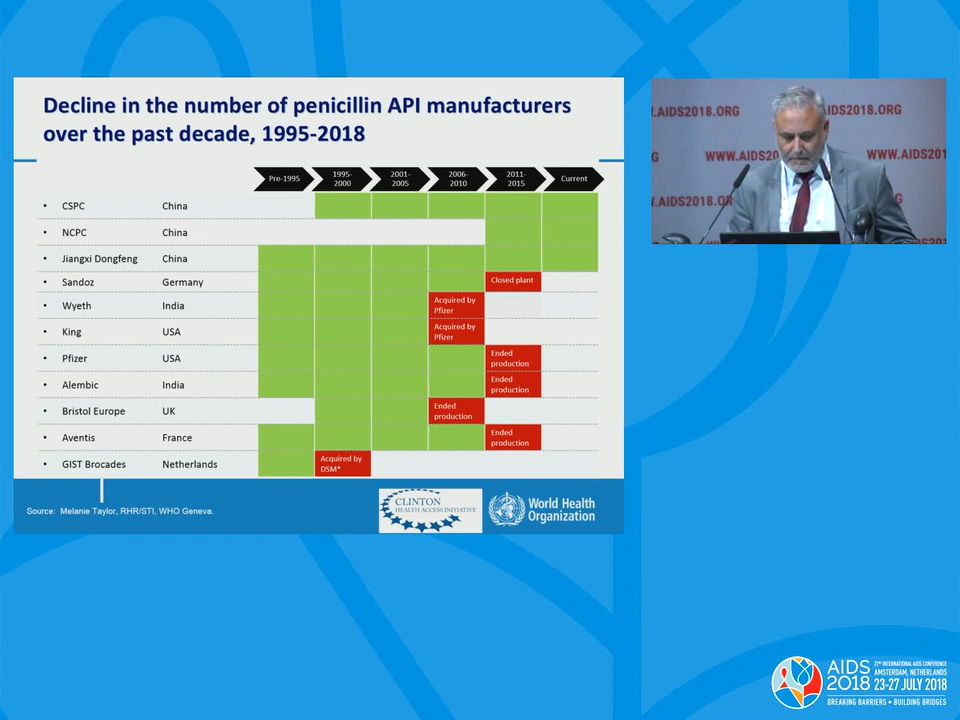 Decline in the number of penicillin API manufacturers
over the past decade, 1995-2018
Pre-1995 1995-2000 2001-2005 2006-2010 2011-2015 Current
• CSPC China
• NCPC China
• Jiangxi Dongfeng China
• Sandoz Germany Closed plant
• Wyeth India Acquired by Pfizer
• King USA Acquired by Pfizer
• Pfizer USA Ended production
• Alembic India Ended production
• Bristol Europe UK Ended production
• Aventis France Ended production
• GIST Brocades Netherlands Acquired by DSM*
Source: Melanie Taylor, RHR/STI, WHO Geneva.
CLINTON
HEALTH ACCESS INITIATIVE
World Health
Organization
W.AIDS2018.ORG AIDS2018.ORG
G WWW.AIDS20 WWW.AIDS201
W.AIDS2018.ORG G
DS201
AIDS
2018
22ND INTERNATIONAL AIDS CONFERENCE
AMSTERDAM, NETHERLANDS
23-27 JULY 2018
BREAKING BARRIERS • BUILDING BRIDGES